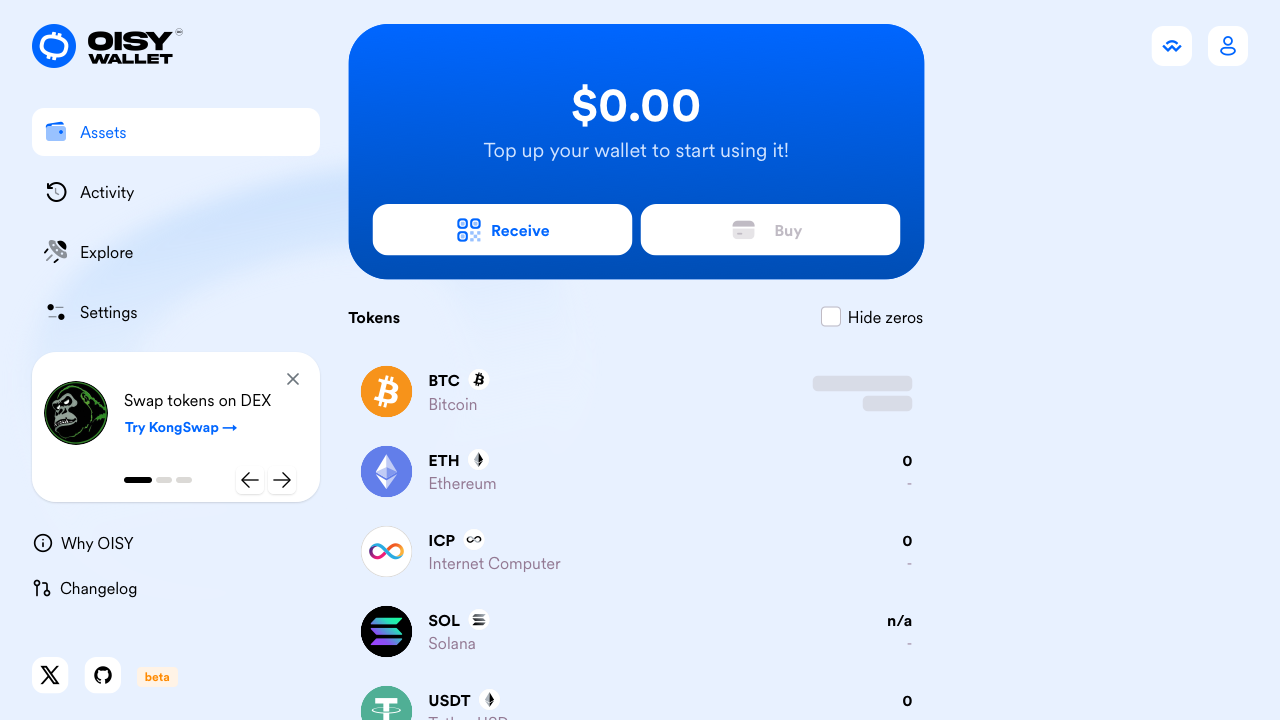 OISY
WALLET
Assets
Activity
Explore
Settings
Swap tokens on DEX
Try KongSwap →
Why OISY
Changelog
beta
$0.00
Top up your wallet to start using it!
Receive
Buy
Tokens
Hide zeros
BTC
Bitcoin
ETH
0
Ethereum
-
ICP
0
Internet Computer
-
SOL
n/a
Solana
-
USDT
0
Tether USD